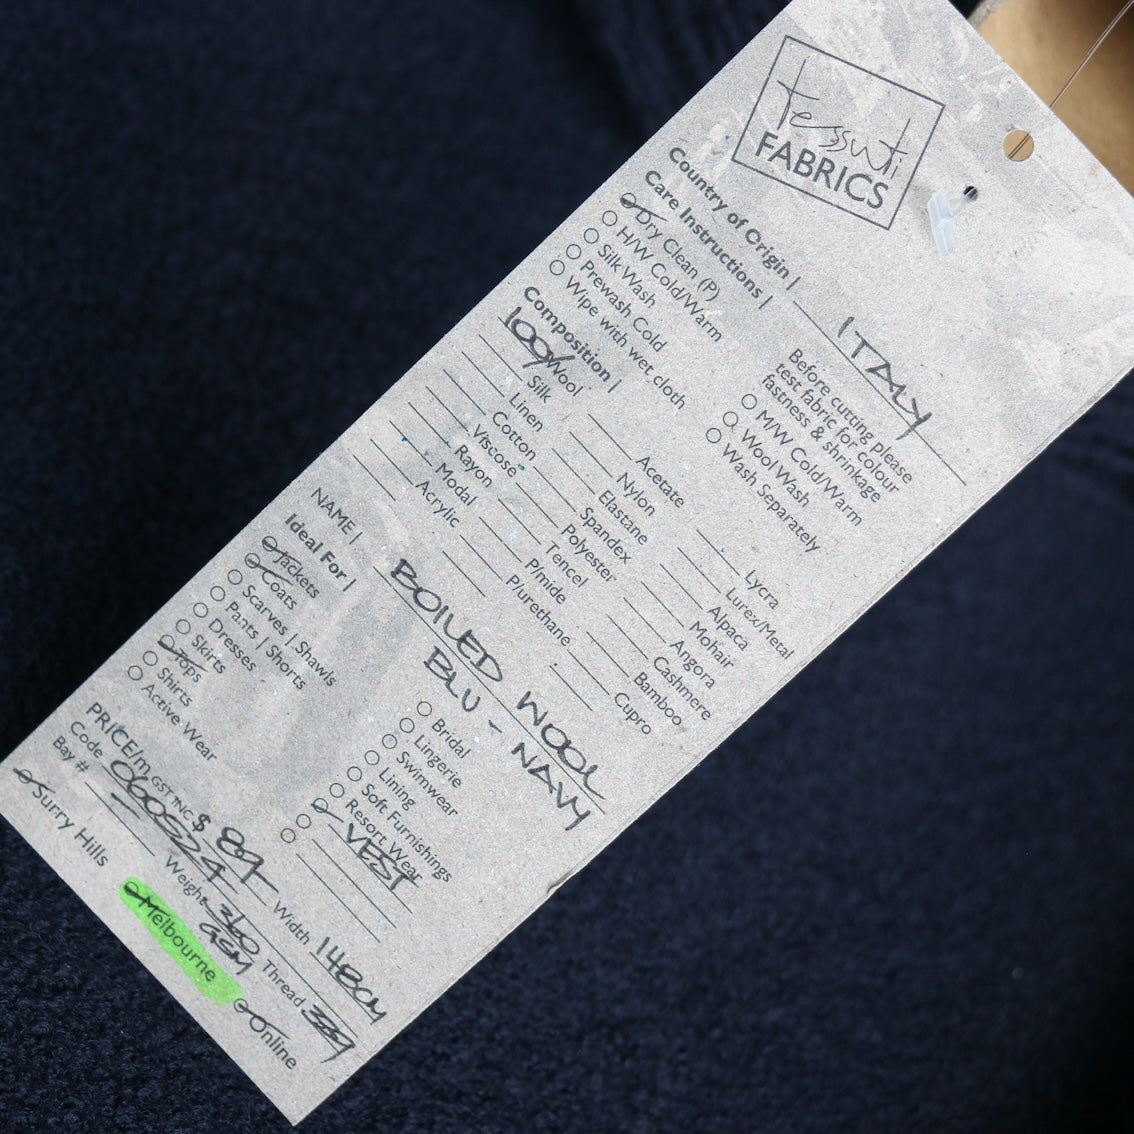 tessuti
FABRICS
Country of Origin | ITALY
Care Instructions |
Dry Clean (P)
H/W Cold/Warm
Silk Wash
Prewash Cold
Wipe with wet cloth
Before cutting please
test fabric for colour
fastness & shrinkage
M/W Cold/Warm
Wool Wash
Wash Separately
Composition |
100% Wool
Silk
Linen
Cotton
Viscose
Rayon
Modal
Acrylic
Acetate
Nylon
Elastane
Spandex
Polyester
Tencel
P/mide
P/urethane
Lycra
Lurex/Metal
Alpaca
Mohair
Angora
Cashmere
Bamboo
Cupro
NAME | BOILED WOOL
BLU - NAVY
Ideal For |
Jackets
Coats
Scarves | Shawls
Pants | Shorts
Dresses
Skirts
Tops
Shirts
Active Wear
Bridal
Lingerie
Swimwear
Lining
Soft Furnishings
Resort Wear
VEST
PRICE/m GST INC $ 89 Width 148CM
Code 060524 Weight 360 GSM Thread
Bay #
Surry Hills Melbourne Online